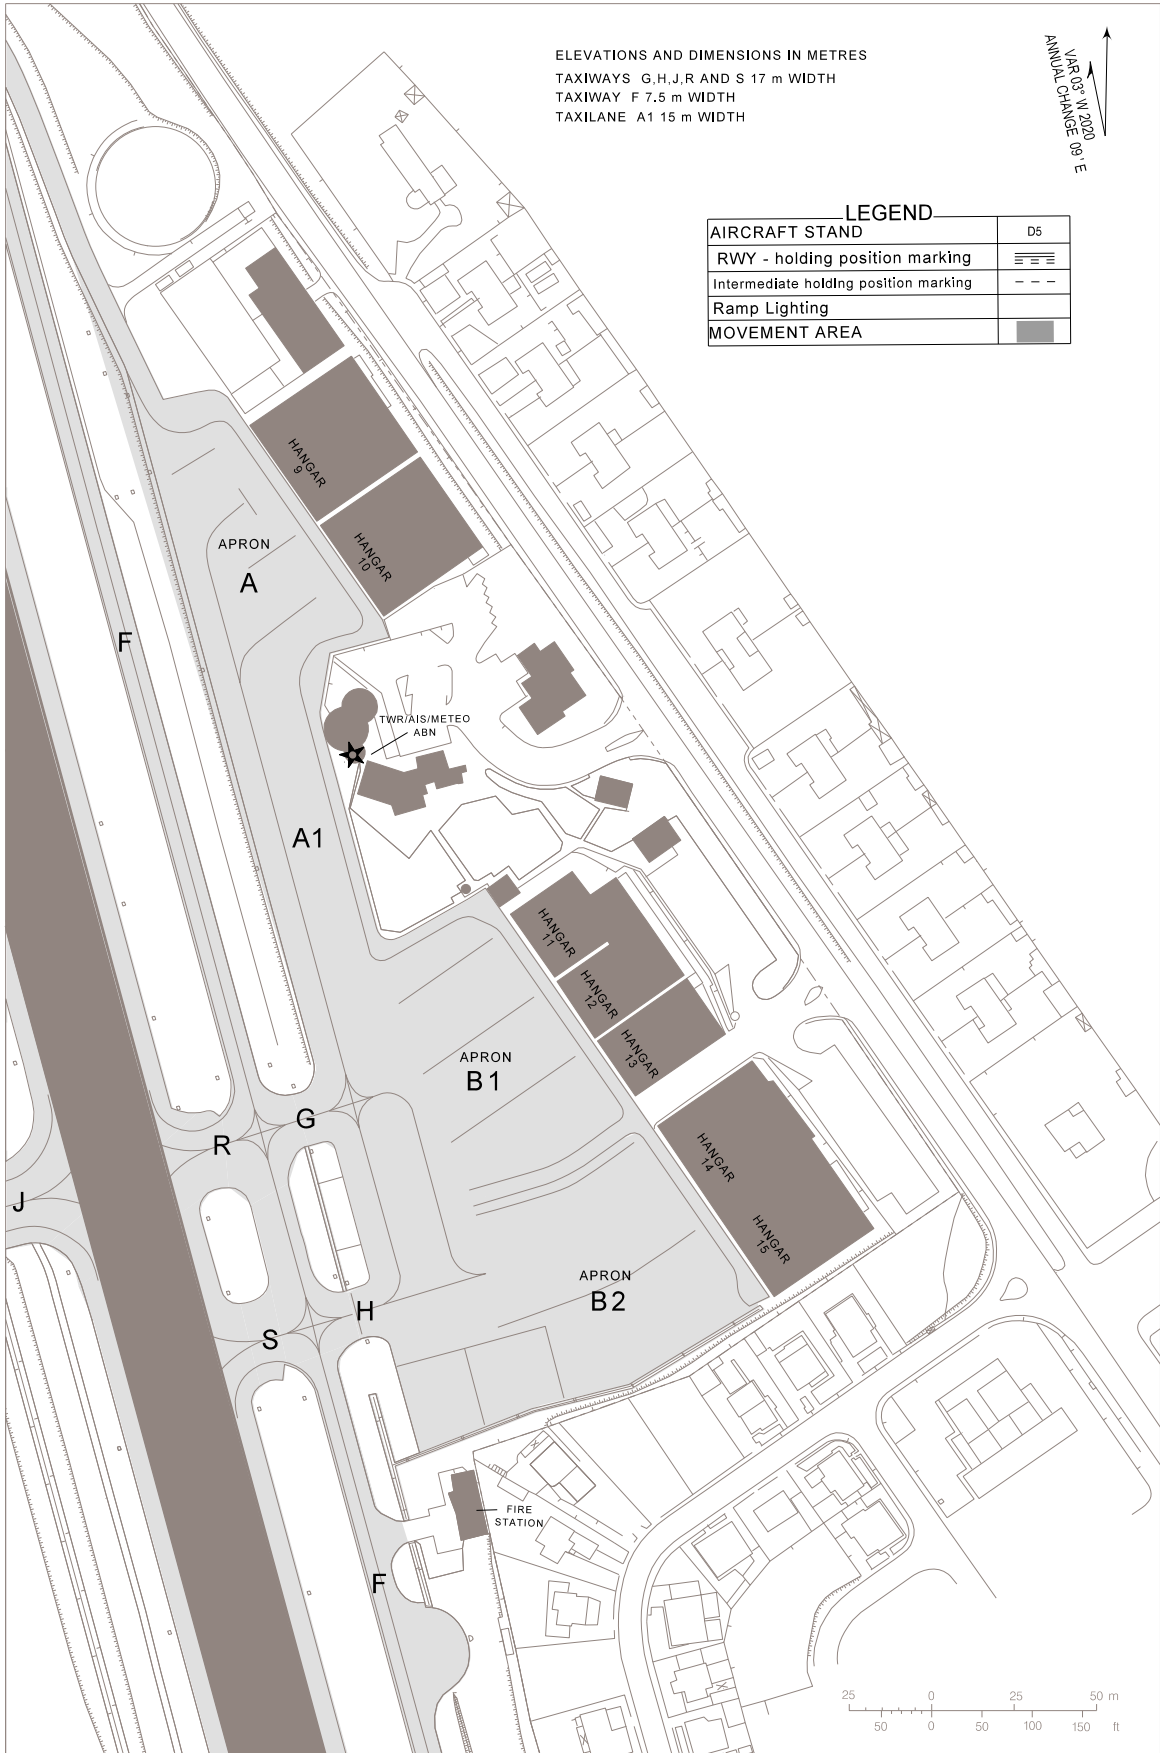 ELEVATIONS AND DIMENSIONS IN METRES
TAXIWAYS G,H,J,R AND S 17 m WIDTH
TAXIWAY F 7.5 m WIDTH
TAXILANE A1 15 m WIDTH
VAR 03° W 2020
ANNUAL CHANGE 09' E
LEGEND
AIRCRAFT STAND D5
RWY - holding position marking
Intermediate holding position marking
Ramp Lighting
MOVEMENT AREA
HANGAR
9
HANGAR
10
APRON
A
F
TWR/AIS/METEO
ABN
A1
HANGAR
11
HANGAR
12
HANGAR
13
APRON
B1
G
R
J
HANGAR
14
HANGAR
15
APRON
B2
H
S
FIRE
STATION
F
25 0 25 50 m
50 0 50 100 150 ft